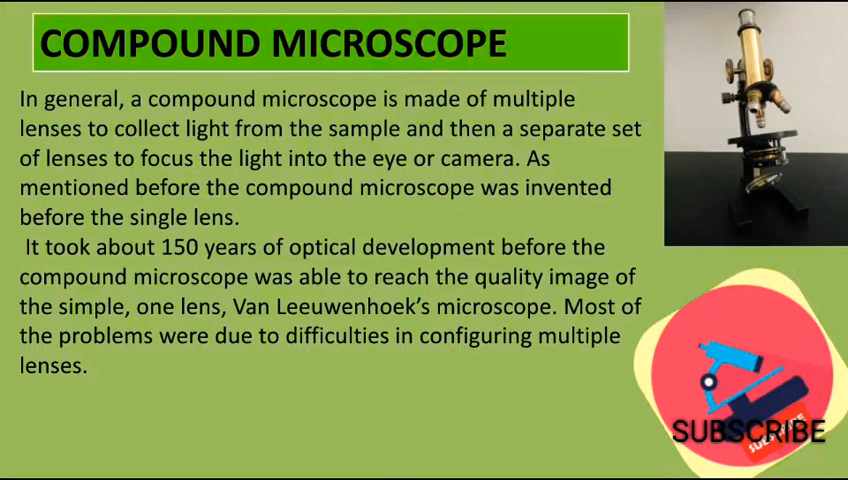 COMPOUND MICROSCOPE
In general, a compound microscope is made of multiple
lenses to collect light from the sample and then a separate set
of lenses to focus the light into the eye or camera. As
mentioned before the compound microscope was invented
before the single lens.
It took about 150 years of optical development before the
compound microscope was able to reach the quality image of
the simple, one lens, Van Leeuwenhoek’s microscope. Most of
the problems were due to difficulties in configuring multiple
lenses.
SUBSCRIBE
SUBSCRIBE